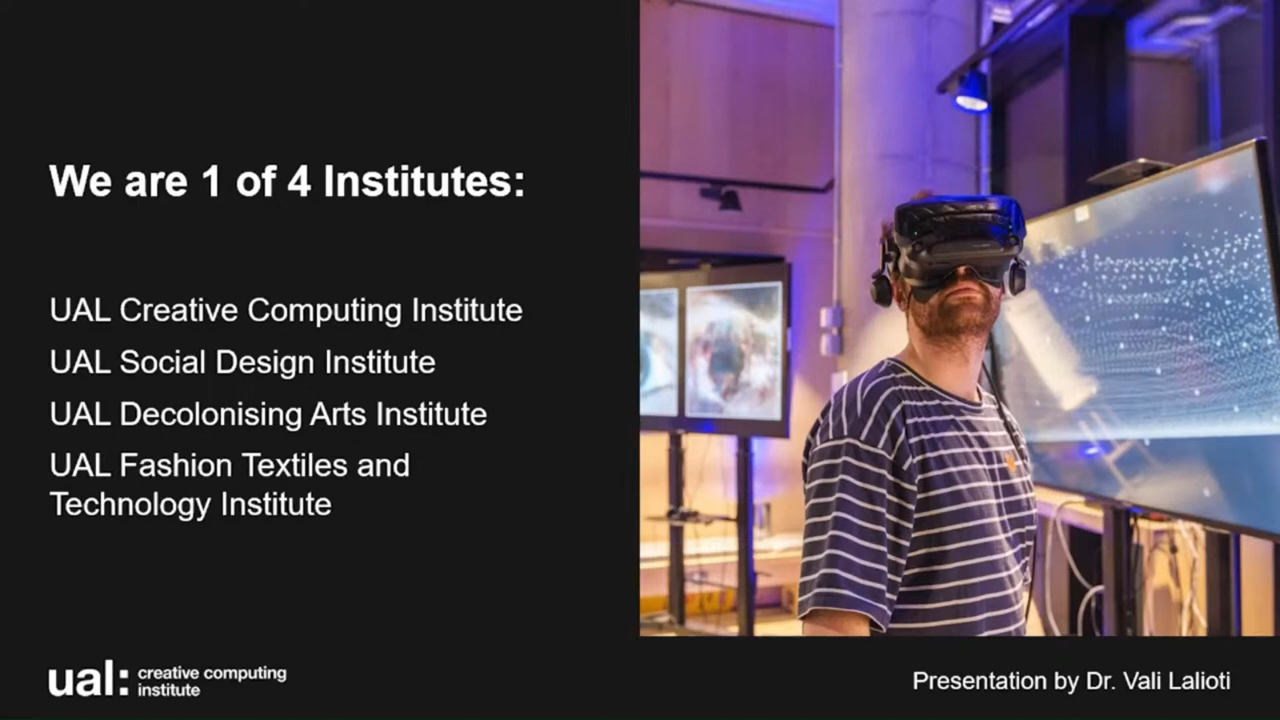 We are 1 of 4 Institutes:
UAL Creative Computing Institute
UAL Social Design Institute
UAL Decolonising Arts Institute
UAL Fashion Textiles and
Technology Institute
ual: creative computing
institute
Presentation by Dr. Vali Lalioti